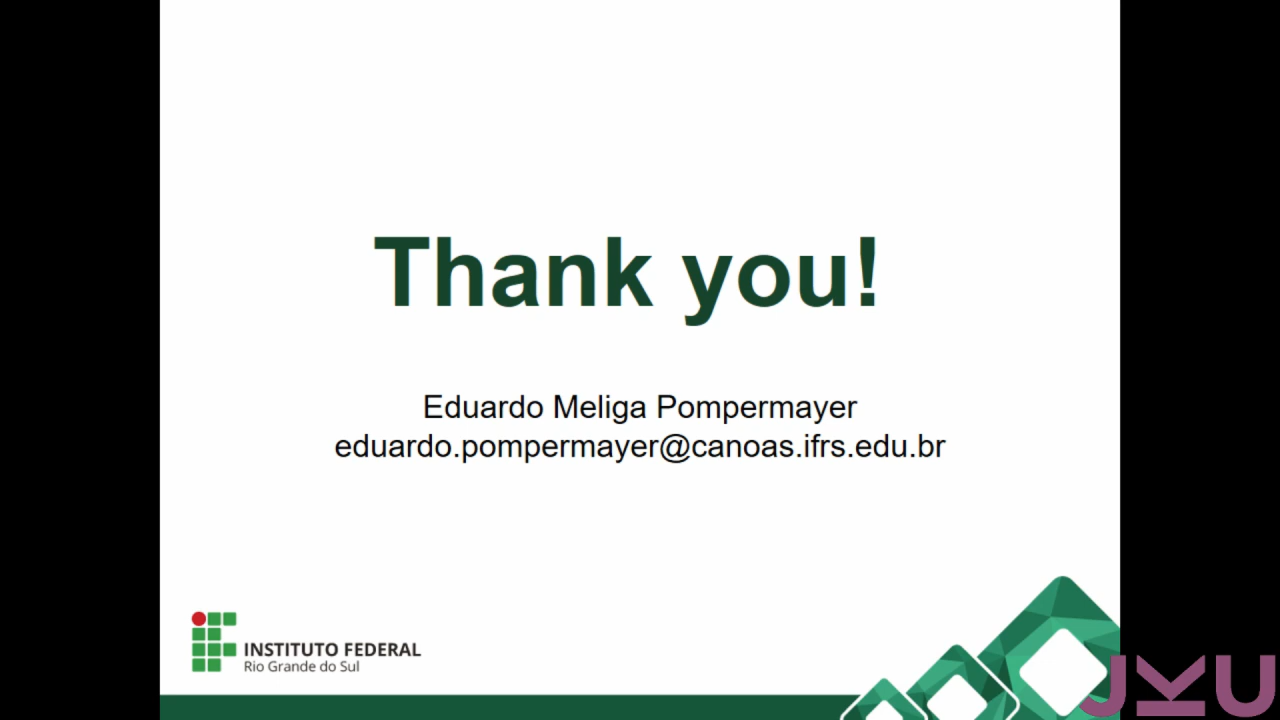 Thank you!
Eduardo Meliga Pompermayer
eduardo.pompermayer@canoas.ifrs.edu.br
INSTITUTO FEDERAL
Rio Grande do Sul
JKU